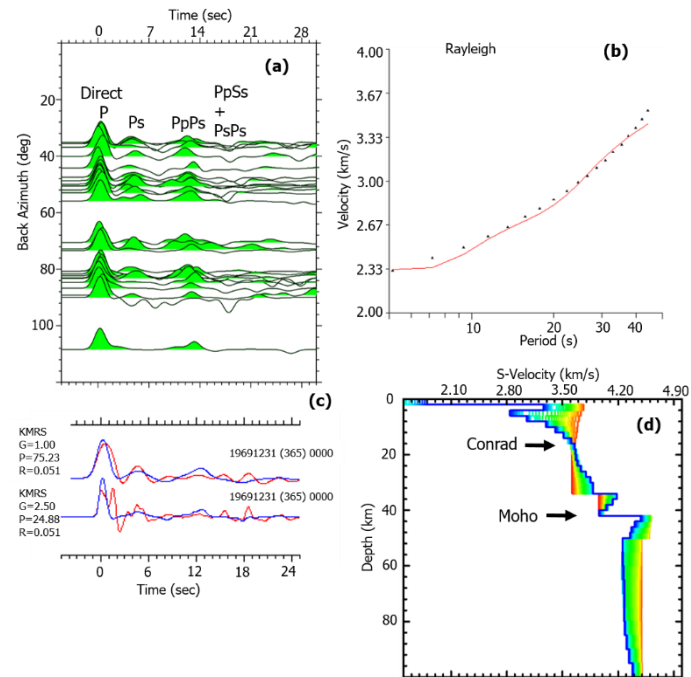 Time (sec)
0 7 14 21 28
(a)
Direct
P
Ps
PpPs
PpSs
+
PsPs
Back Azimuth (deg)
20
40
60
80
100
Rayleigh
(b)
Velocity (km/s)
4.00
3.67
3.33
3.00
2.67
2.33
2.00
10 20 30 40
Period (s)
(c)
KMRS
G=1.00
P=75.23
R=0.051
19691231 (365) 0000
KMRS
G=2.50
P=24.88
R=0.051
19691231 (365) 0000
0 6 12 18 24
Time (sec)
S-Velocity (km/s)
2.10 2.80 3.50 4.20 4.90
(d)
Depth (km)
0
20
40
60
80
Conrad
Moho